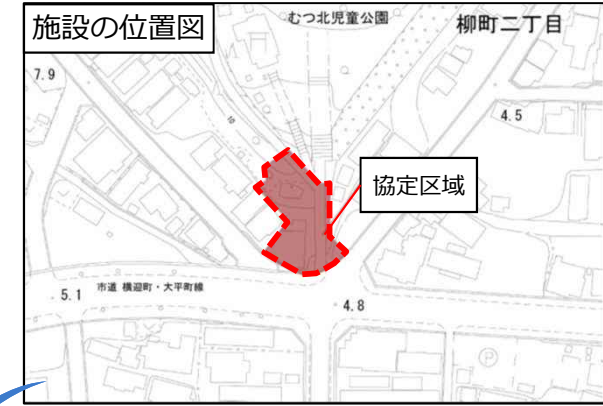 施設の位置図
むつ北児童公園
柳町二丁目
7.9
10
4.5
協定区域
市道 横迎町・大平町線
5.1
4.8
P